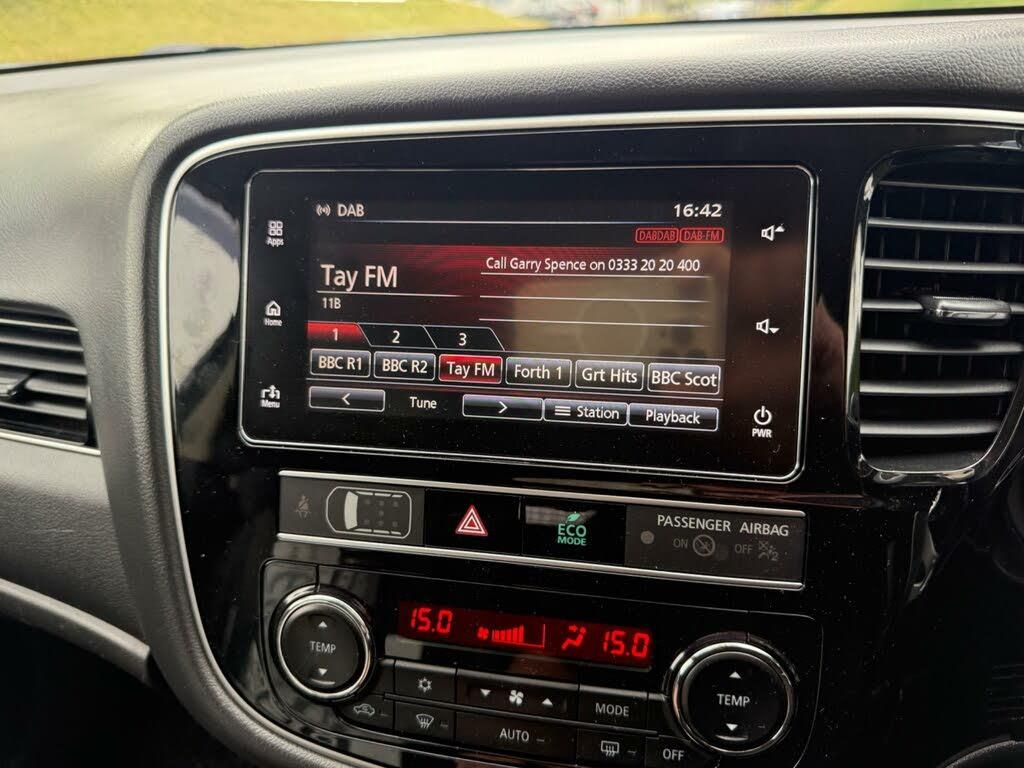 DAB
16:42
Apps
DABDAB DAB-FM
Tay FM
Call Garry Spence on 0333 20 20 400
11B
Home
1 2 3
BBC R1 BBC R2 Tay FM Forth 1 Grt Hits BBC Scot
Menu
< Tune > Station Playback
PWR
ECO
MODE
PASSENGER AIRBAG
ON OFF 2
15.0 15.0
TEMP
TEMP
MODE
AUTO
OFF